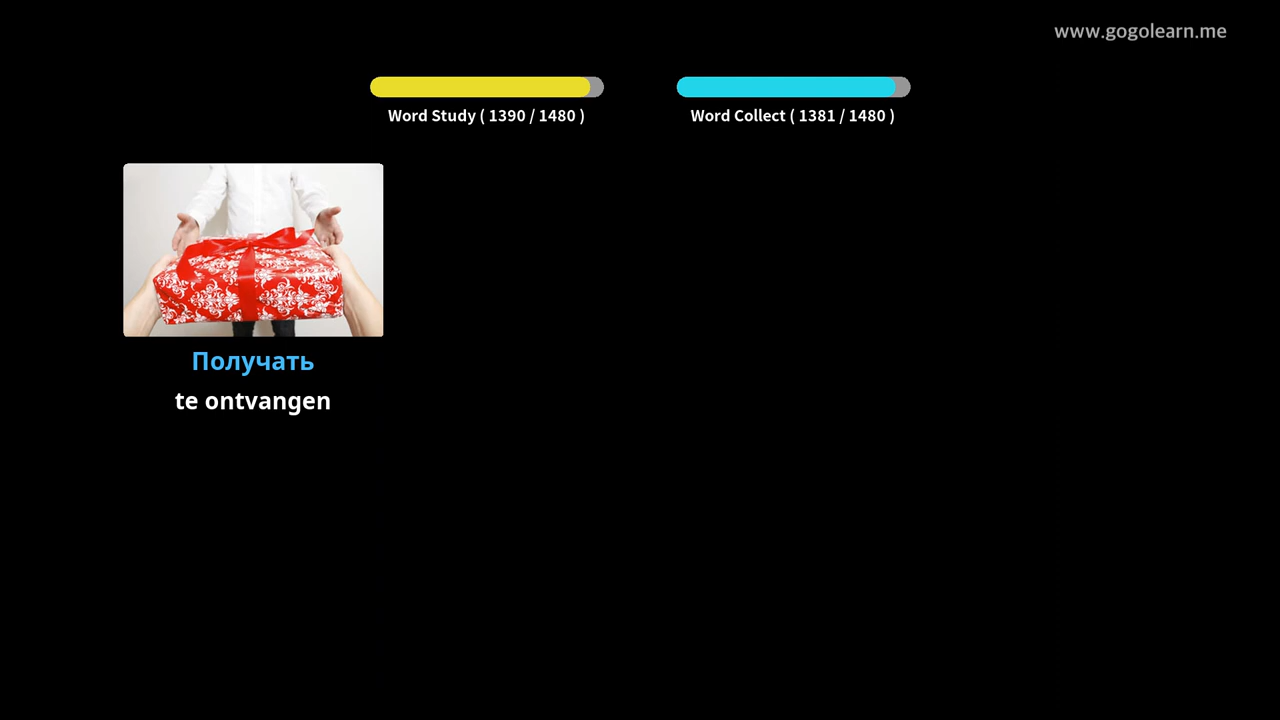 www.gogolearn.me
Word Study ( 1390 / 1480 )
Word Collect ( 1381 / 1480 )
Получать
te ontvangen